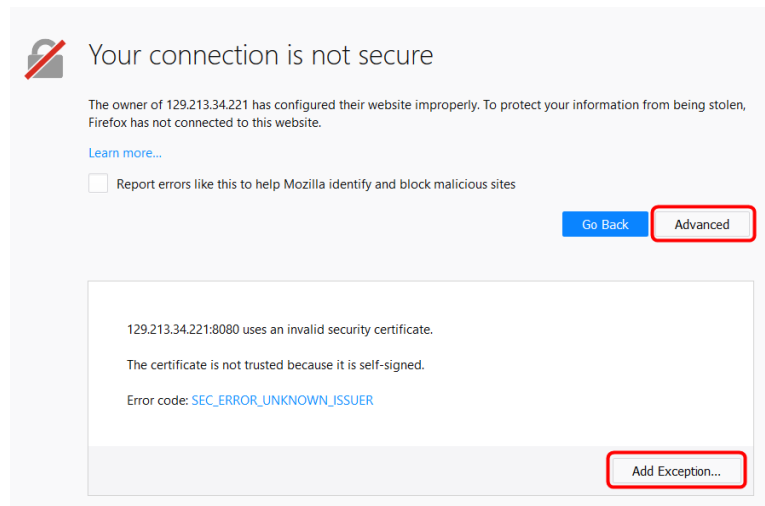 Your connection is not secure
The owner of 129.213.34.221 has configured their website improperly. To protect your information from being stolen,
Firefox has not connected to this website.
Learn more...
Report errors like this to help Mozilla identify and block malicious sites
Go Back
Advanced
129.213.34.221:8080 uses an invalid security certificate.
The certificate is not trusted because it is self-signed.
Error code: SEC_ERROR_UNKNOWN_ISSUER
Add Exception...